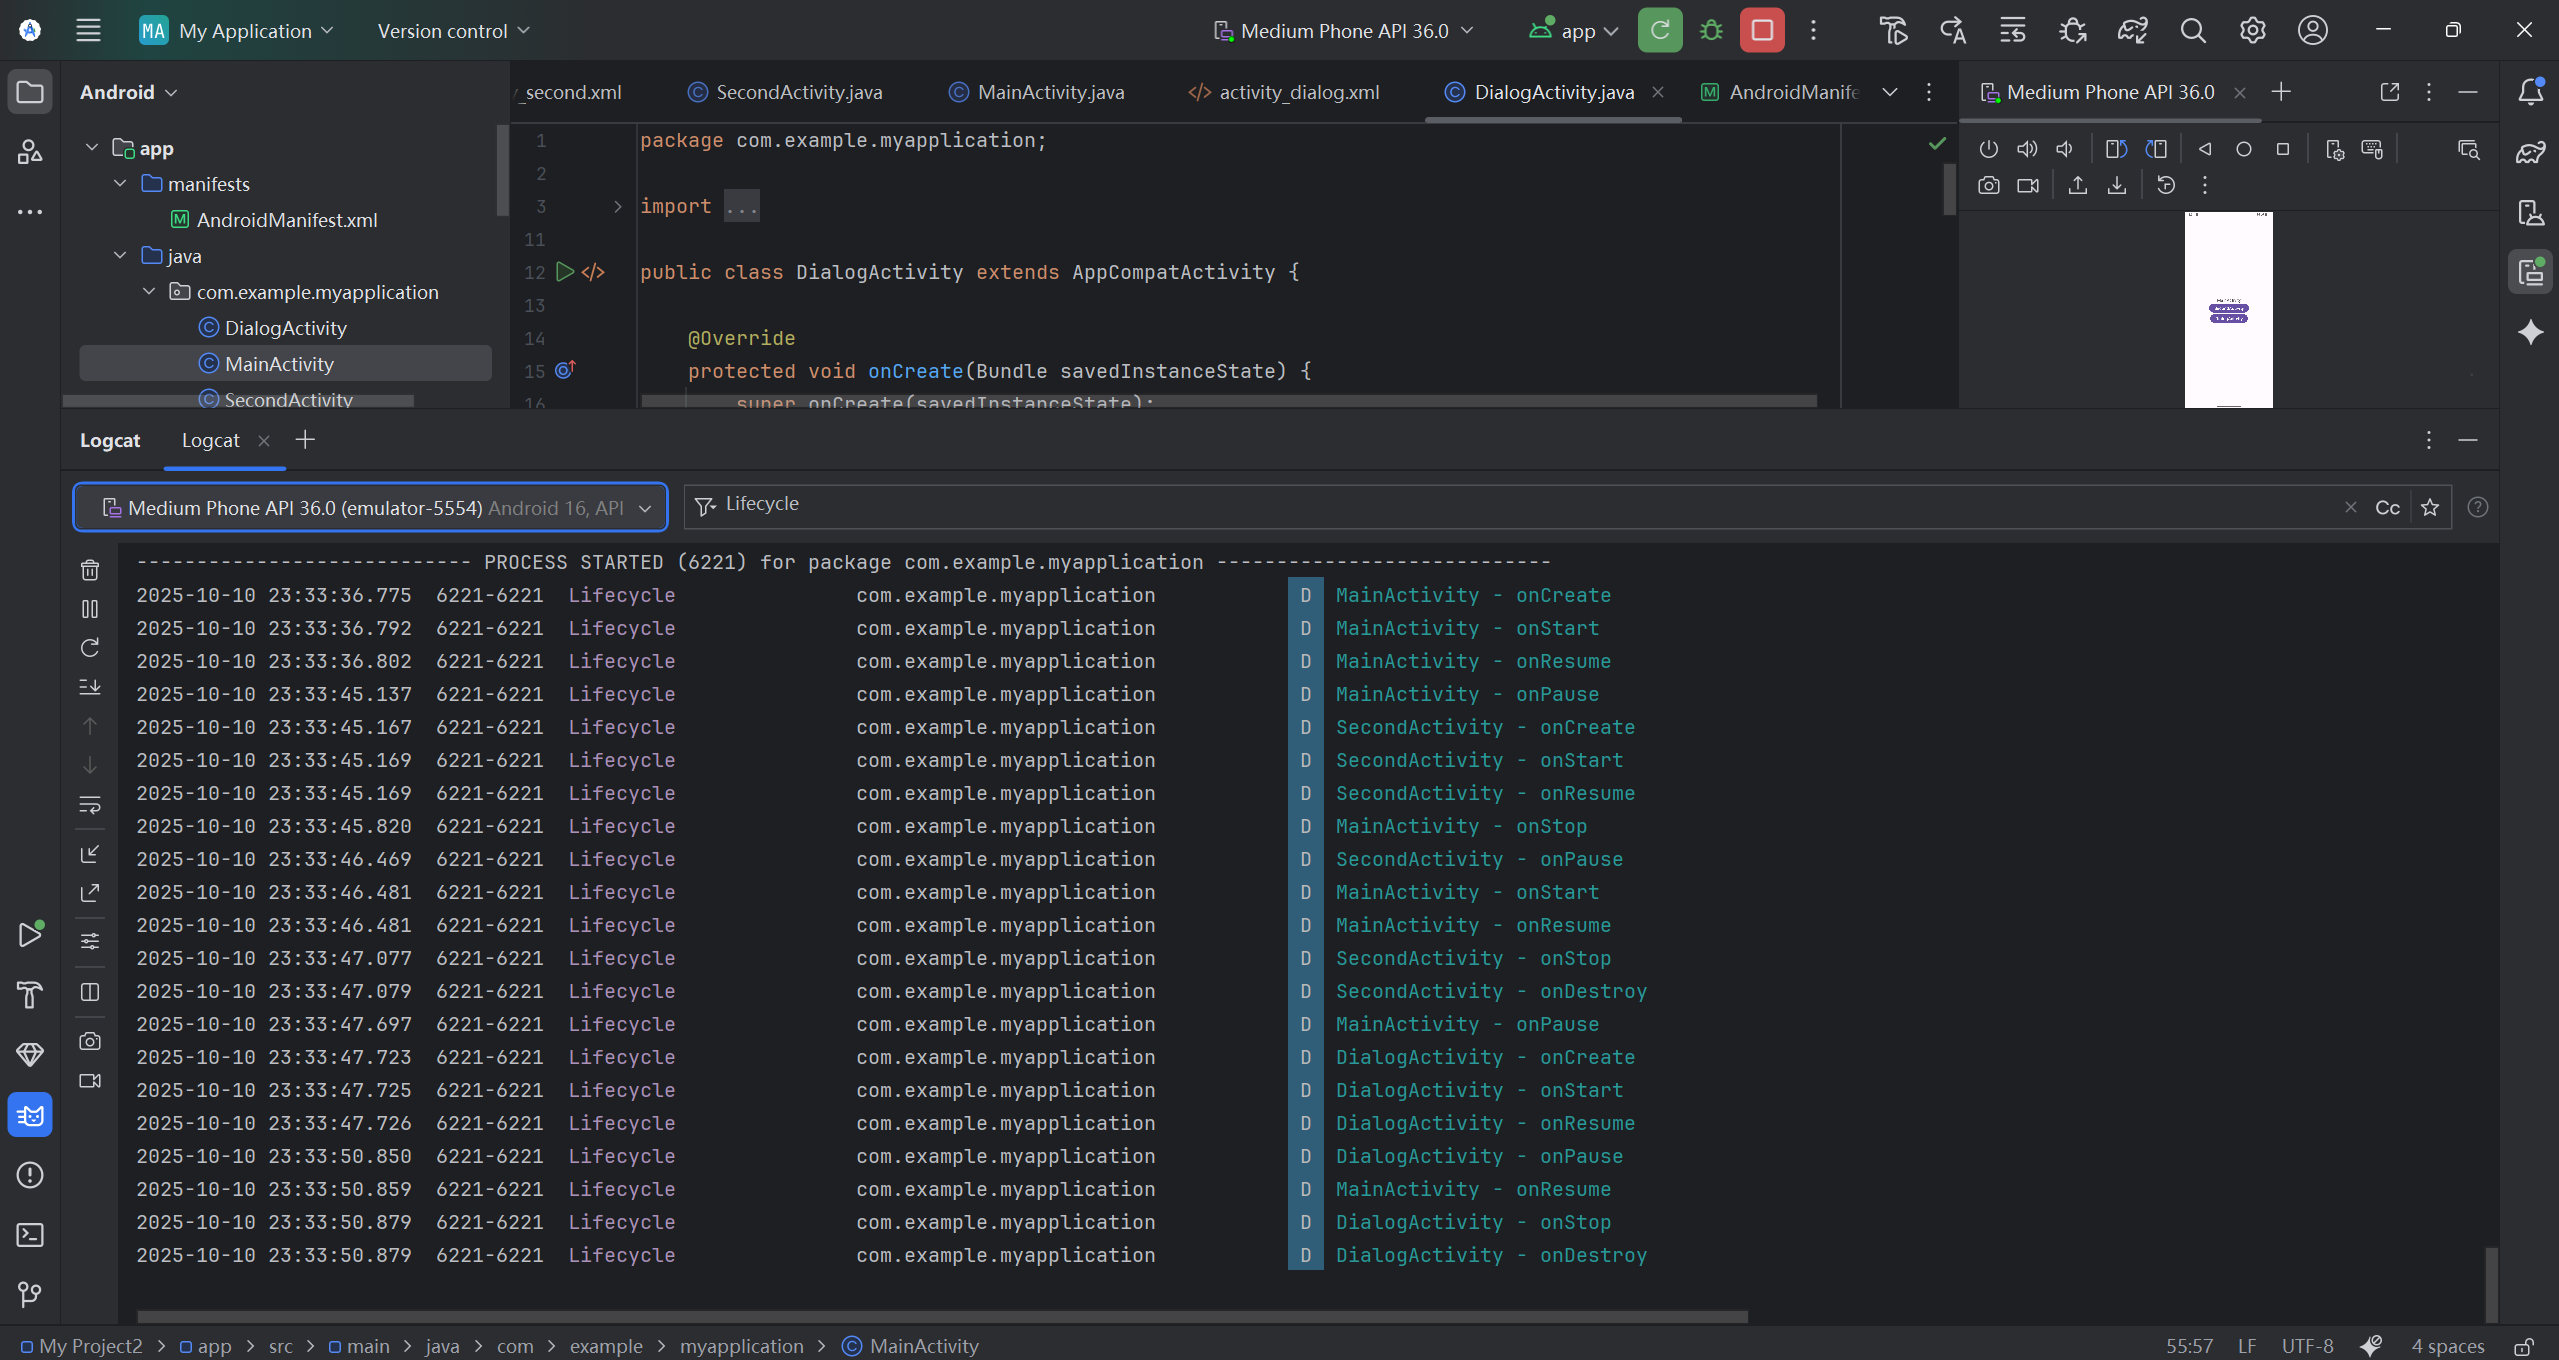 MA My Application Version control Medium Phone API 36.0 app
Android
app
manifests
AndroidManifest.xml
java
com.example.myapplication
DialogActivity
MainActivity
SecondActivity
_second.xml SecondActivity.java MainActivity.java activity_dialog.xml DialogActivity.java AndroidManife
1 package com.example.myapplication;
2
3 import ...
11
12 public class DialogActivity extends AppCompatActivity {
13
14 @Override
15 protected void onCreate(Bundle savedInstanceState) {
16 super.onCreate(savedInstanceState);
Medium Phone API 36.0
Logcat Logcat
Medium Phone API 36.0 (emulator-5554) Android 16, API
Lifecycle Cc
---------------------------- PROCESS STARTED (6221) for package com.example.myapplication ----------------------------
2025-10-10 23:33:36.775 6221-6221 Lifecycle com.example.myapplication D MainActivity - onCreate
2025-10-10 23:33:36.792 6221-6221 Lifecycle com.example.myapplication D MainActivity - onStart
2025-10-10 23:33:36.802 6221-6221 Lifecycle com.example.myapplication D MainActivity - onResume
2025-10-10 23:33:45.137 6221-6221 Lifecycle com.example.myapplication D MainActivity - onPause
2025-10-10 23:33:45.167 6221-6221 Lifecycle com.example.myapplication D SecondActivity - onCreate
2025-10-10 23:33:45.169 6221-6221 Lifecycle com.example.myapplication D SecondActivity - onStart
2025-10-10 23:33:45.169 6221-6221 Lifecycle com.example.myapplication D SecondActivity - onResume
2025-10-10 23:33:45.820 6221-6221 Lifecycle com.example.myapplication D MainActivity - onStop
2025-10-10 23:33:46.469 6221-6221 Lifecycle com.example.myapplication D SecondActivity - onPause
2025-10-10 23:33:46.481 6221-6221 Lifecycle com.example.myapplication D MainActivity - onStart
2025-10-10 23:33:46.481 6221-6221 Lifecycle com.example.myapplication D MainActivity - onResume
2025-10-10 23:33:47.077 6221-6221 Lifecycle com.example.myapplication D SecondActivity - onStop
2025-10-10 23:33:47.079 6221-6221 Lifecycle com.example.myapplication D SecondActivity - onDestroy
2025-10-10 23:33:47.697 6221-6221 Lifecycle com.example.myapplication D MainActivity - onPause
2025-10-10 23:33:47.723 6221-6221 Lifecycle com.example.myapplication D DialogActivity - onCreate
2025-10-10 23:33:47.725 6221-6221 Lifecycle com.example.myapplication D DialogActivity - onStart
2025-10-10 23:33:47.726 6221-6221 Lifecycle com.example.myapplication D DialogActivity - onResume
2025-10-10 23:33:50.850 6221-6221 Lifecycle com.example.myapplication D DialogActivity - onPause
2025-10-10 23:33:50.859 6221-6221 Lifecycle com.example.myapplication D MainActivity - onResume
2025-10-10 23:33:50.879 6221-6221 Lifecycle com.example.myapplication D DialogActivity - onStop
2025-10-10 23:33:50.879 6221-6221 Lifecycle com.example.myapplication D DialogActivity - onDestroy
My Project2 > app > src > main > java > com > example > myapplication > MainActivity 55:57 LF UTF-8 4 spaces